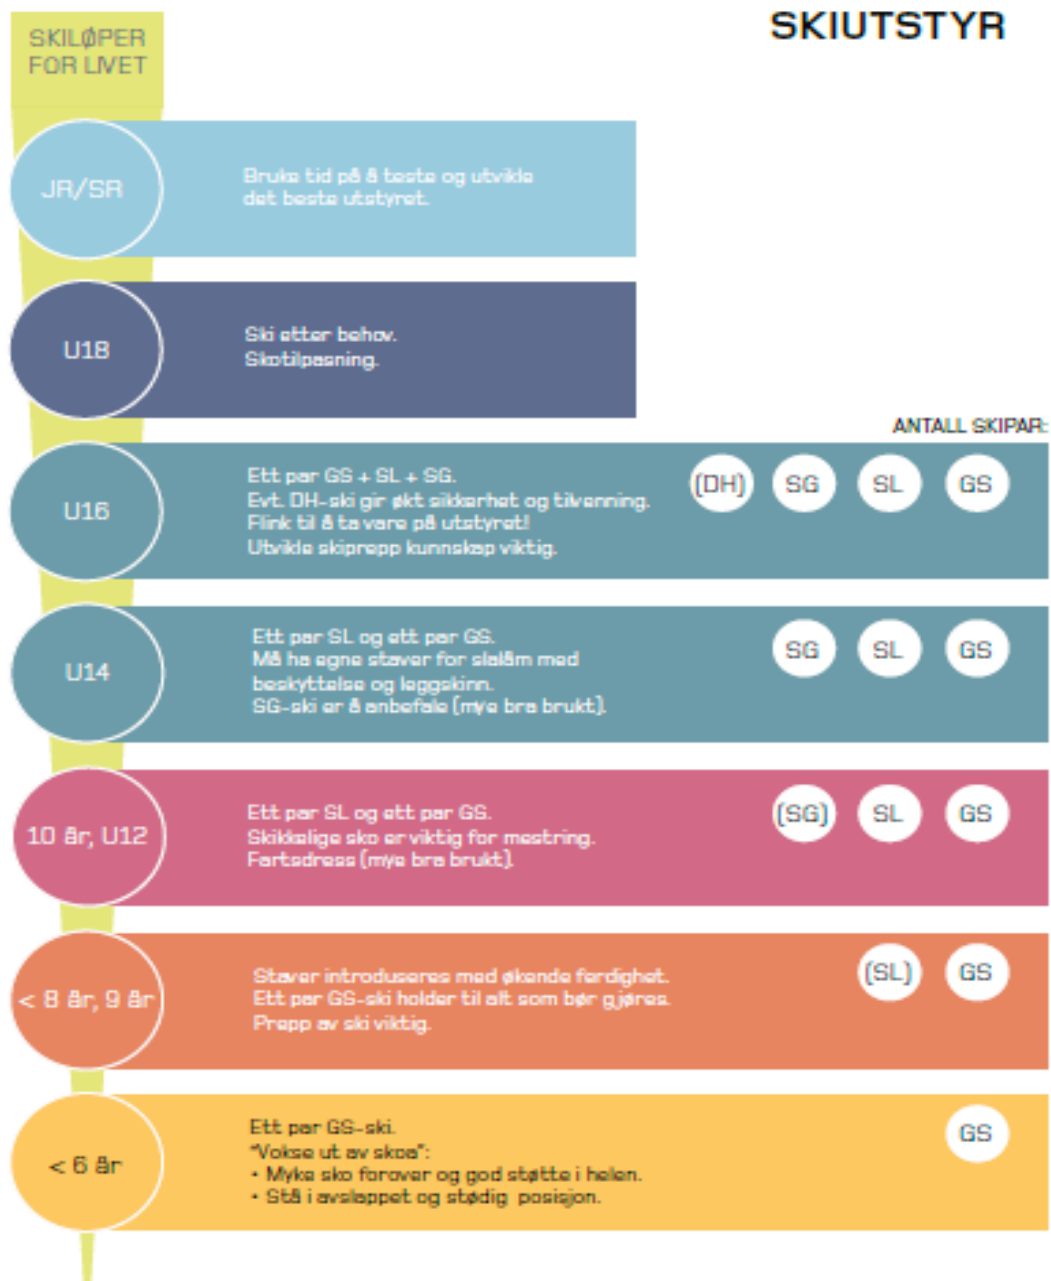 SKIUTSTYR
SKILØPER
FOR LIVET
JR/SR
Bruke tid på å teste og utvikle
det beste utstyret.
U18
Ski etter behov.
Skotilpasning.
ANTALL SKIPAR:
U16
Ett par GS + SL + SG.
Evt. DH-ski gir økt sikkerhet og tilvenning.
Flink til å ta vare på utstyret!
Utvikle skiprepp kunnskap viktig.
(DH) SG SL GS
U14
Ett par SL og ett par GS.
Må ha egne staver for slalåm med
beskyttelse og leggskinn.
SG-ski er å anbefale (mye bra brukt).
SG SL GS
10 år, U12
Ett par SL og ett par GS.
Skikkelige sko er viktig for mestring.
Fartsdress (mye bra brukt).
(SG) SL GS
< 8 år, 9 år
Staver introduseres med økende ferdighet.
Ett par GS-ski holder til alt som bør gjøres.
Prepp av ski viktig.
(SL) GS
< 6 år
Ett par GS-ski.
"Vokse ut av skoa":
• Myke sko forover og god støtte i helen.
• Stå i avslappet og stødig posisjon.
GS